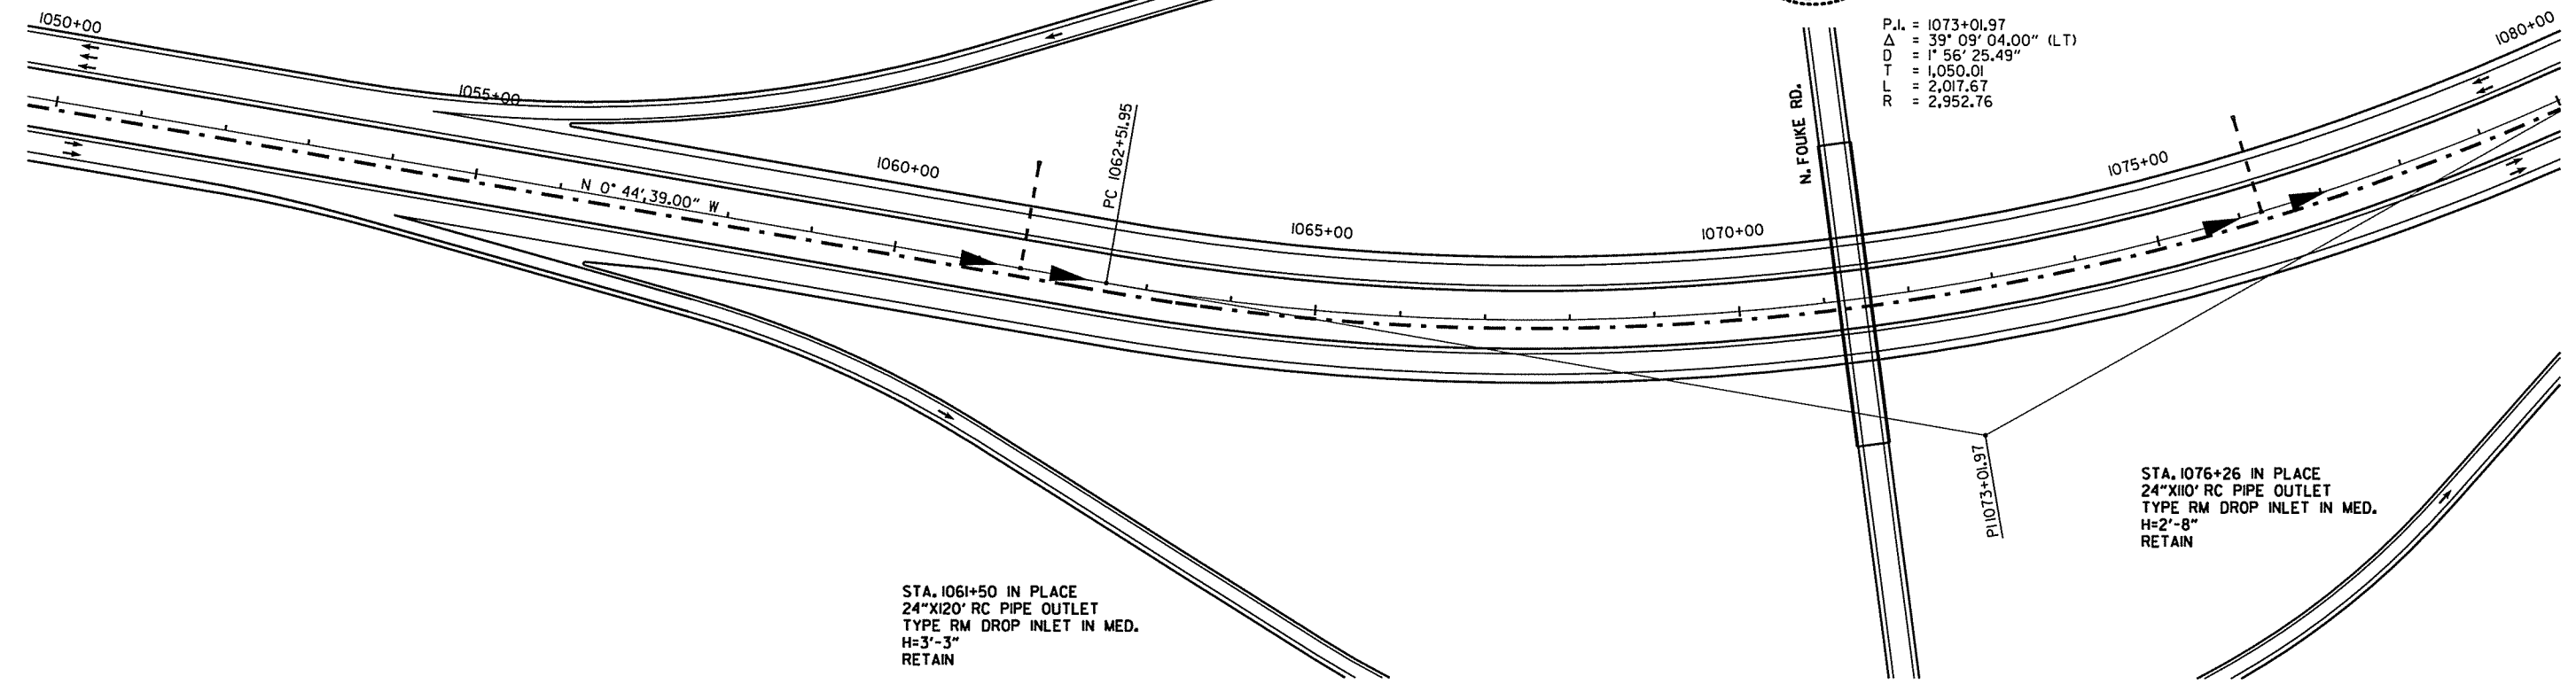 1050+00
1055+00
N 0° 44',39.00" W
1060+00
PC 1062+51.95
1065+00
1070+00
N. FOUKE RD.
P.I. = 1073+01.97
Δ = 39° 09' 04.00" (LT)
D = 1° 56' 25.49"
T = 1,050.01
L = 2,017.67
R = 2,952.76
1075+00
1080+00
PI 1073+01.97
STA. 1076+26 IN PLACE
24"X110' RC PIPE OUTLET
TYPE RM DROP INLET IN MED.
H=2'-8"
RETAIN
STA. 1061+50 IN PLACE
24"X120' RC PIPE OUTLET
TYPE RM DROP INLET IN MED.
H=3'-3"
RETAIN